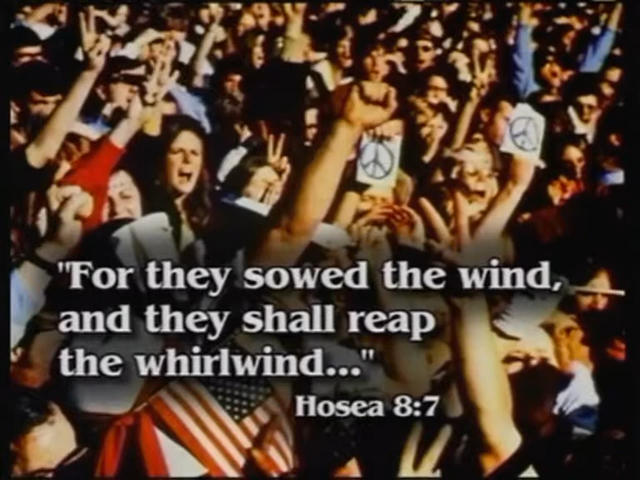 "For they sowed the wind,
and they shall reap
the whirlwind..."
Hosea 8:7